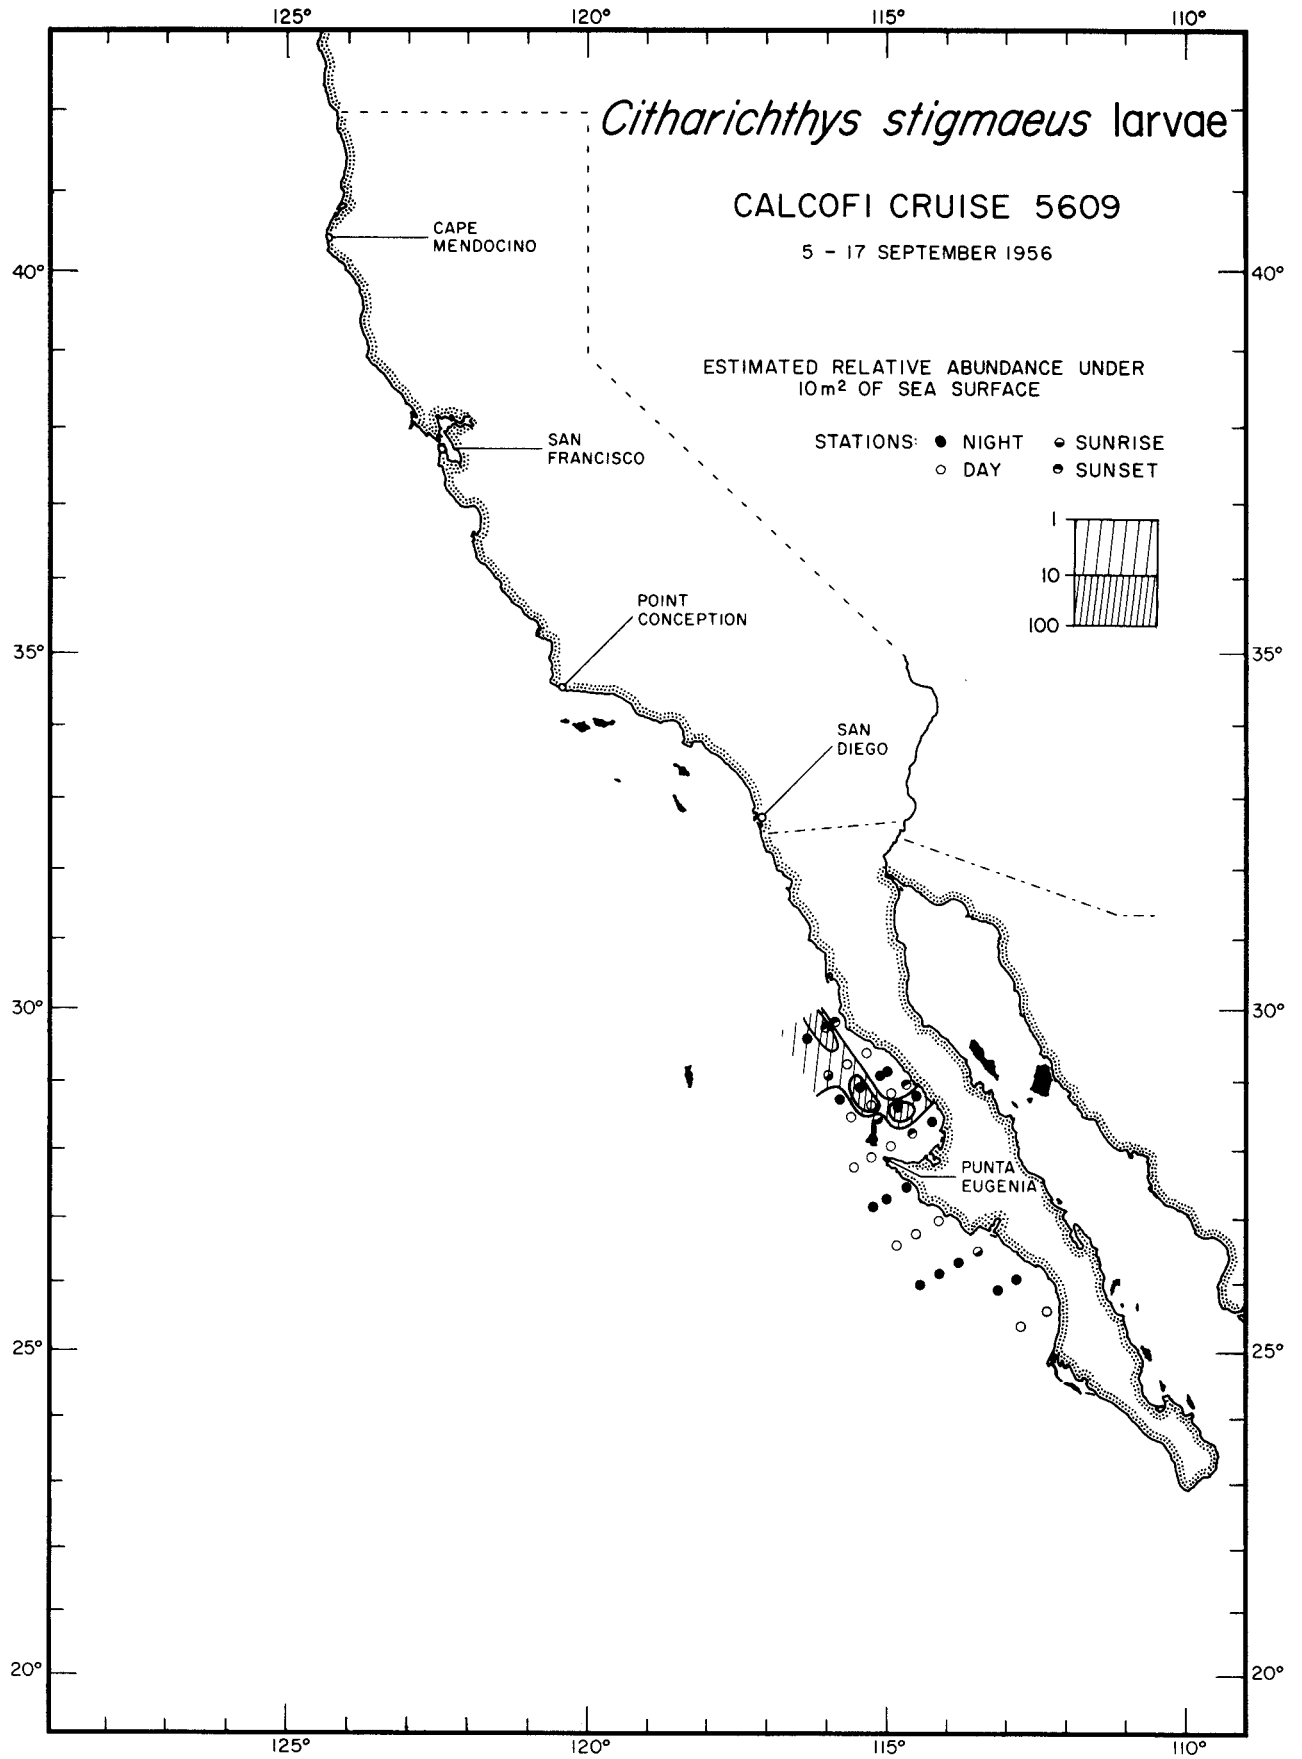 125° 120° 115° 110°
Citharichthys stigmaeus larvae
CALCOFI CRUISE 5609
5 - 17 SEPTEMBER 1956
CAPE
MENDOCINO
40° 40°
ESTIMATED RELATIVE ABUNDANCE UNDER
10m² OF SEA SURFACE
STATIONS: NIGHT SUNRISE
DAY SUNSET
SAN
FRANCISCO
1
10
100
POINT
CONCEPTION
35° 35°
SAN
DIEGO
30° 30°
PUNTA
EUGENIA
25° 25°
20° 20°
125° 120° 115° 110°